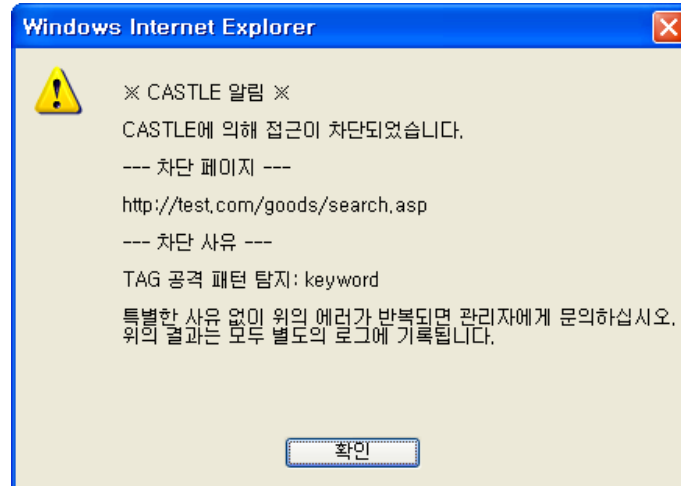 Windows Internet Explorer
※ CASTLE 알림 ※
CASTLE에 의해 접근이 차단되었습니다.
--- 차단 페이지 ---
http://test.com/goods/search.asp
--- 차단 사유 ---
TAG 공격 패턴 탐지: keyword
특별한 사유 없이 위의 에러가 반복되면 관리자에게 문의하십시오.
위의 결과는 모두 별도의 로그에 기록됩니다.
확인